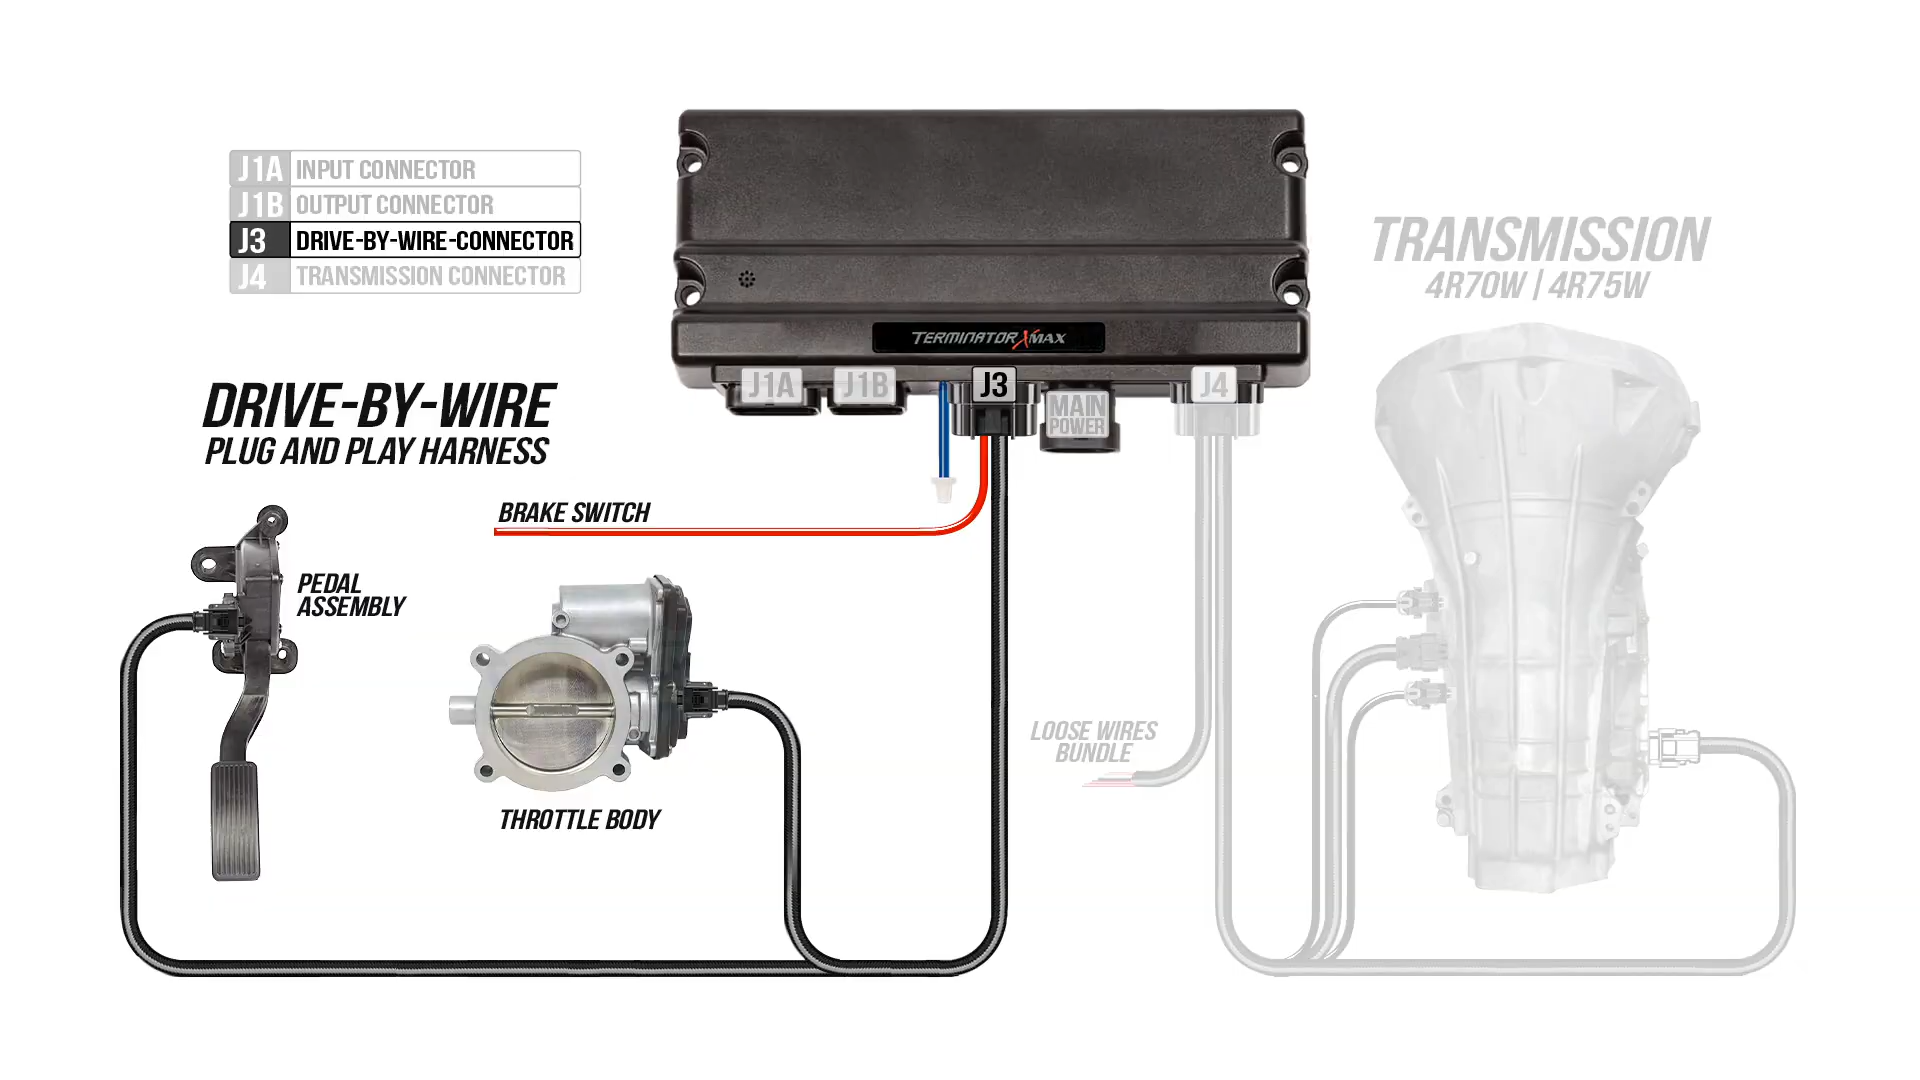 J1A INPUT CONNECTOR
J1B OUTPUT CONNECTOR
J3 DRIVE-BY-WIRE-CONNECTOR
J4 TRANSMISSION CONNECTOR
TERMINATOR X MAX
J1A
J1B
J3
MAIN
POWER
J4
TRANSMISSION
4R70W | 4R75W
DRIVE-BY-WIRE
PLUG AND PLAY HARNESS
BRAKE SWITCH
PEDAL
ASSEMBLY
THROTTLE BODY
LOOSE WIRES
BUNDLE